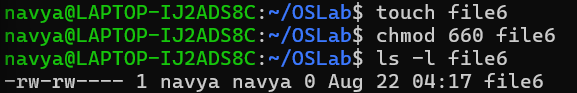 navya@LAPTOP-IJ2ADS8C:~/OSLab$ touch file6
navya@LAPTOP-IJ2ADS8C:~/OSLab$ chmod 660 file6
navya@LAPTOP-IJ2ADS8C:~/OSLab$ ls -l file6
-rw-rw---- 1 navya navya 0 Aug 22 04:17 file6